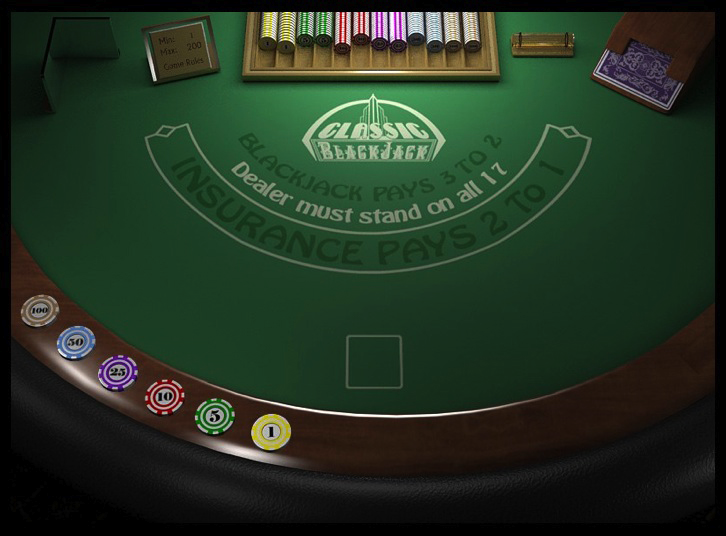 Min: 1
Max: 200
Game Rules
CLASSIC
BLACKJACK
BLACKJACK PAYS 3 TO 2
Dealer must stand on all 17
INSURANCE PAYS 2 TO 1
100
50
25
10
5
1